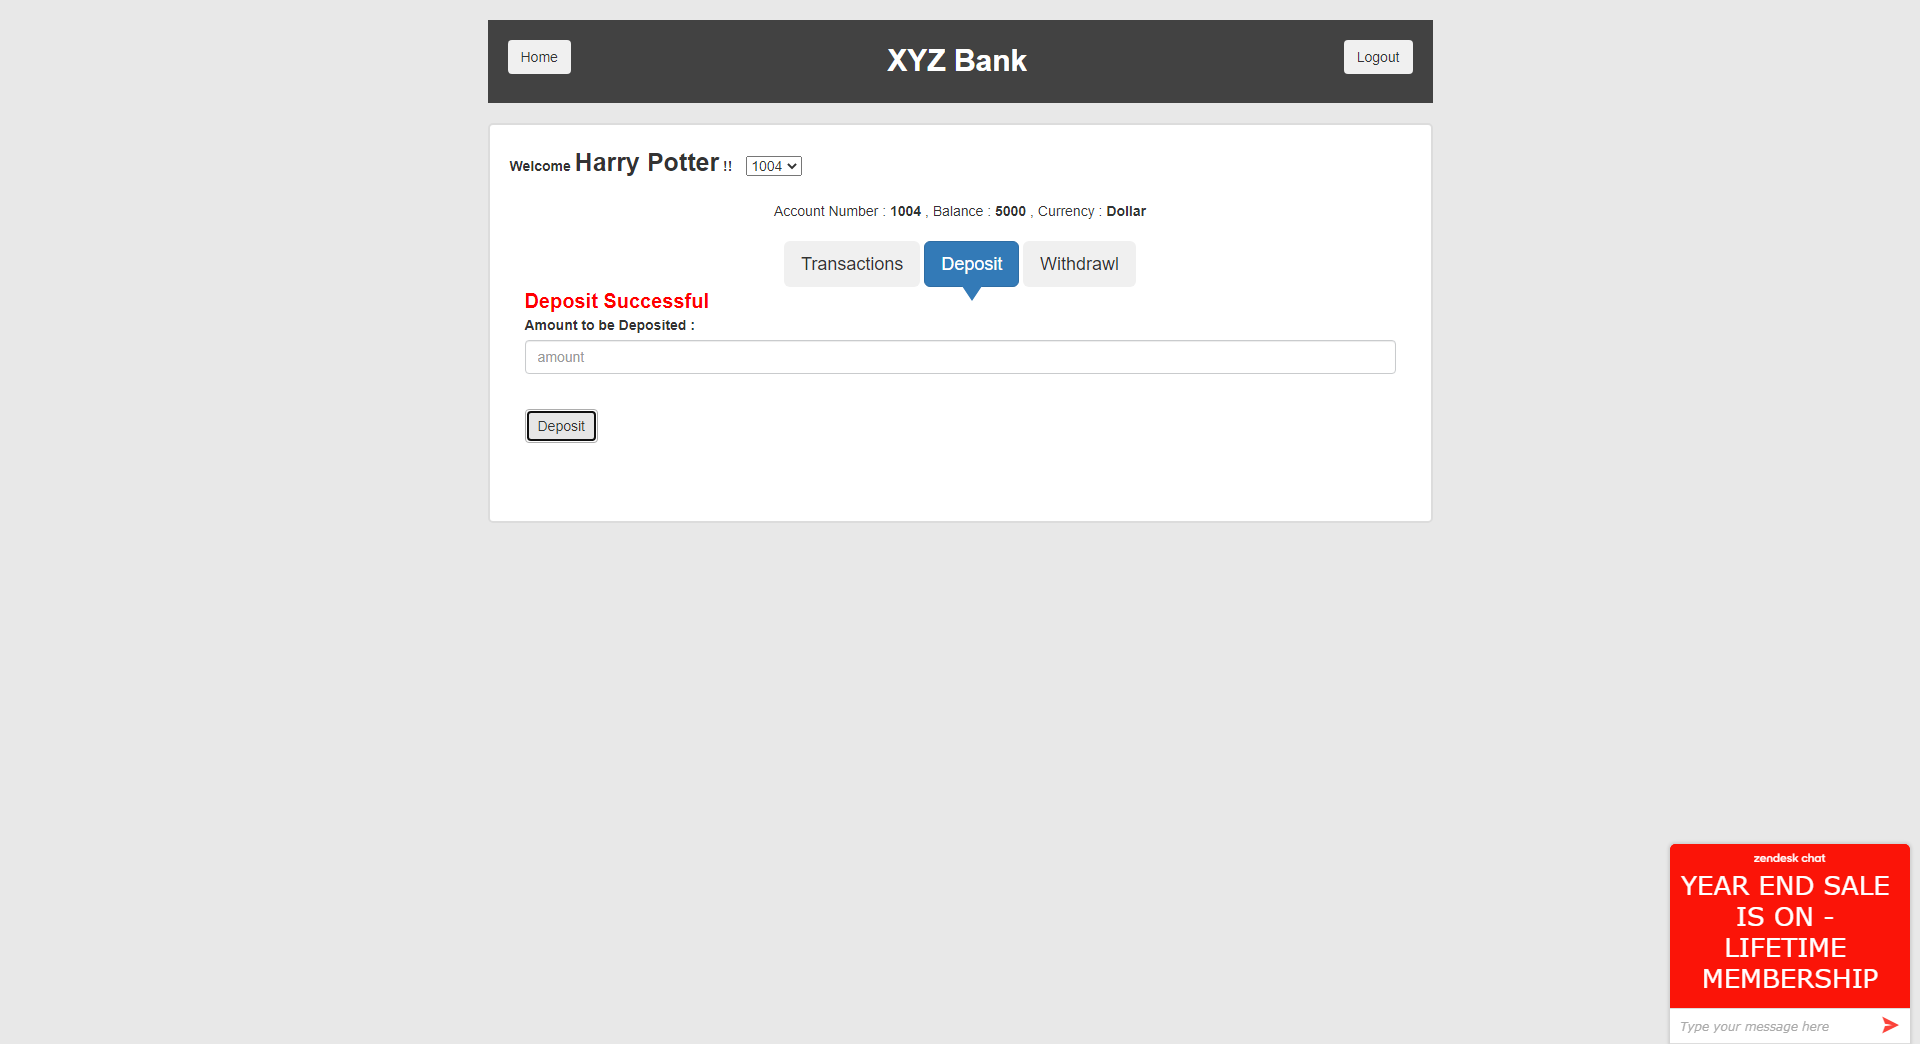 Home
XYZ Bank
Logout
Welcome Harry Potter !! 1004
Account Number : 1004 , Balance : 5000 , Currency : Dollar
Transactions Deposit Withdrawl
Deposit Successful
Amount to be Deposited :
amount
Deposit
zendesk chat
YEAR END SALE
IS ON -
LIFETIME
MEMBERSHIP
Type your message here